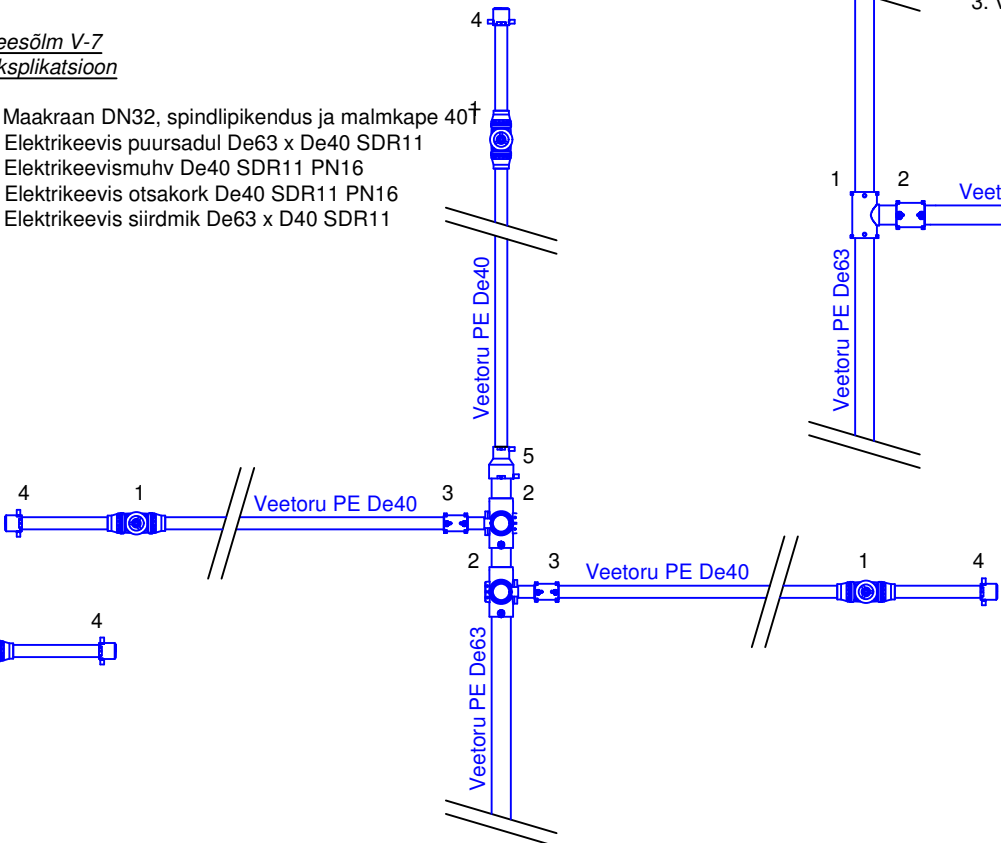 4
3. V
eesõlm V-7
ksplikatsioon
Maakraan DN32, spindlipikendus ja malmkape 40T
1
Elektrikeevis puursadul De63 x De40 SDR11
Elektrikeevismuhv De40 SDR11 PN16
Elektrikeevis otsakork De40 SDR11 PN16
Elektrikeevis siirdmik De63 x D40 SDR11
1 2
Veet
Veetoru PE De40
Veetoru PE De63
5
4 1 Veetoru PE De40 3 2
2 3 Veetoru PE De40 1 4
4
Veetoru PE De63